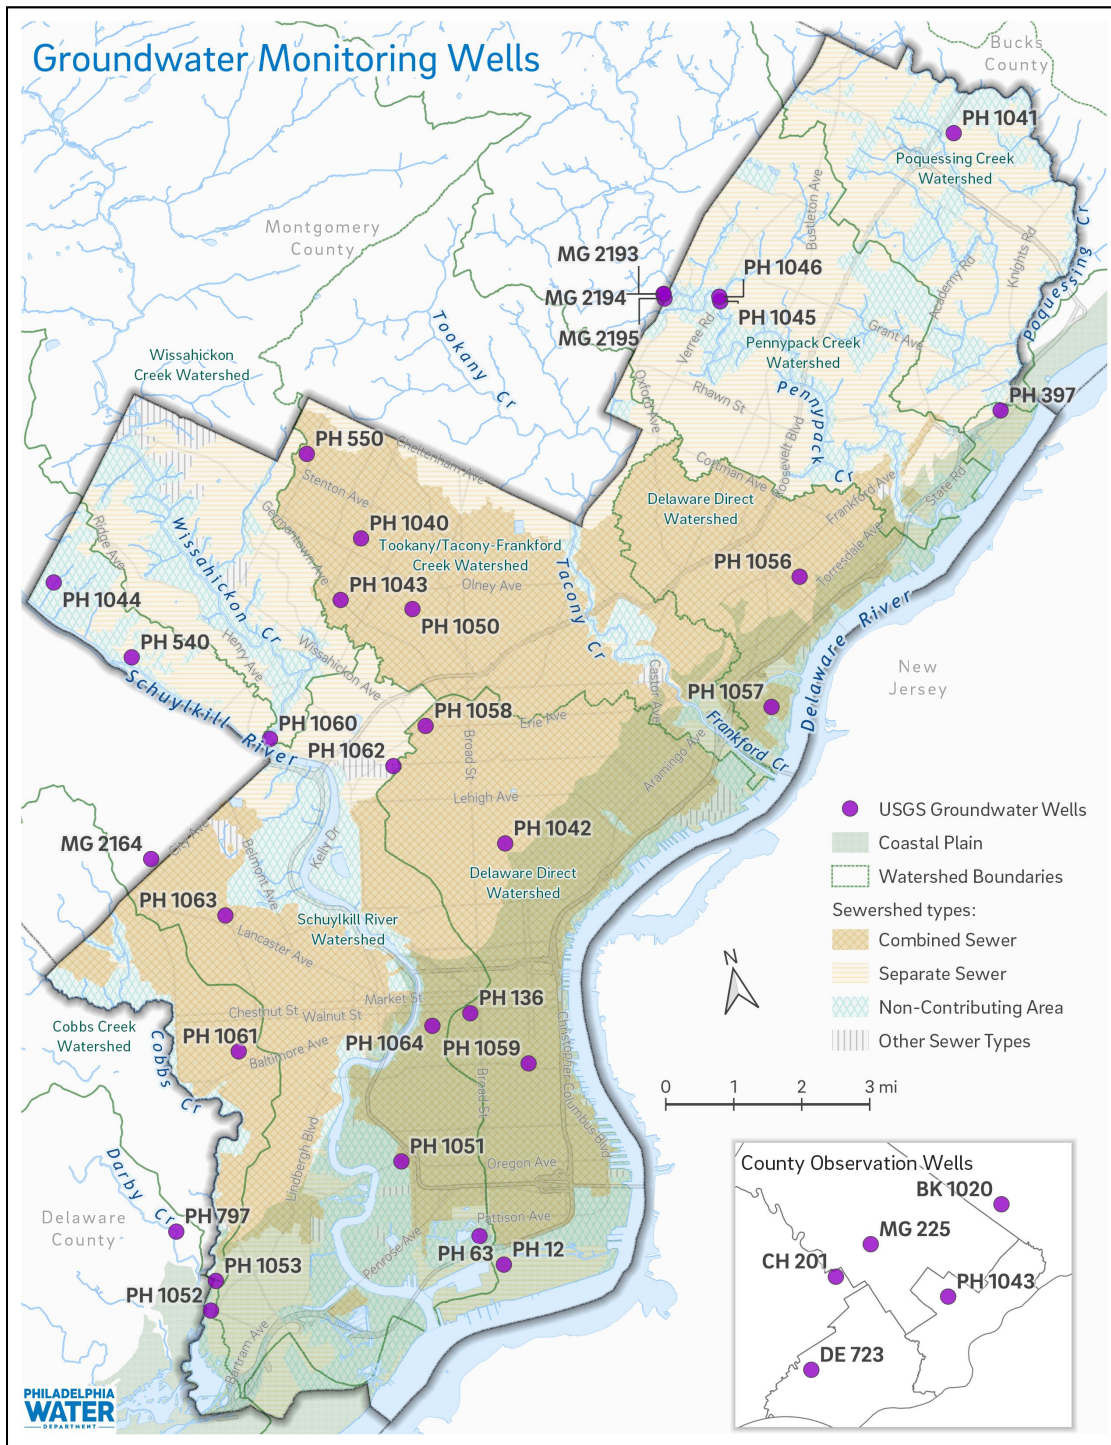 Groundwater Monitoring Wells
Bucks
County
PH 1041
Poquessing Creek
Watershed
Montgomery
County
Bustleton Ave
Knights Rd
Poquessing Cr
MG 2193
PH 1046
MG 2194
Academy Rd
PH 1045
MG 2195
Verree Rd
Grant Ave
Pennypack Creek
Watershed
Tookany Cr
Wissahickon
Creek Watershed
Oxford Ave
Rhawn St
Pennypack Cr
PH 397
Roosevelt Blvd
PH 550
Cheltenham Ave
Cottman Ave
Stenton Ave
Frankford Ave
State Rd
Delaware Direct
Watershed
Germantown Ave
Ridge Ave
Wissahickon Cr
PH 1040
Tookany/Tacony-Frankford
Creek Watershed
Torresdale Ave
PH 1056
Olney Ave
PH 1043
Tacony Cr
PH 1044
PH 1050
Delaware River
PH 540
Henry Ave
Wissahickon Ave
Castor Ave
New
Jersey
Schuylkill River
PH 1057
PH 1058
Erie Ave
Frankford Cr
PH 1060
PH 1062
Broad St
Aramingo Ave
Lehigh Ave
USGS Groundwater Wells
Coastal Plain
Watershed Boundaries
Sewershed types:
Combined Sewer
Separate Sewer
Non-Contributing Area
Other Sewer Types
City Ave
Kelly Dr
MG 2164
PH 1042
Belmont Ave
Delaware Direct
Watershed
PH 1063
Schuylkill River
Watershed
Lancaster Ave
N
Market St
Chestnut St
Walnut St
PH 136
Cobbs Creek
Watershed
PH 1061
PH 1064
PH 1059
Baltimore Ave
Christopher Columbus Blvd
Cobbs Cr
Broad St
0 1 2 3 mi
Lindbergh Blvd
PH 1051
Oregon Ave
Darby Cr
Delaware
County
PH 797
Pattison Ave
Penrose Ave
PH 63
PH 12
PH 1053
PH 1052
Bartram Ave
County Observation Wells
BK 1020
MG 225
CH 201
PH 1043
DE 723
PHILADELPHIA
WATER
DEPARTMENT